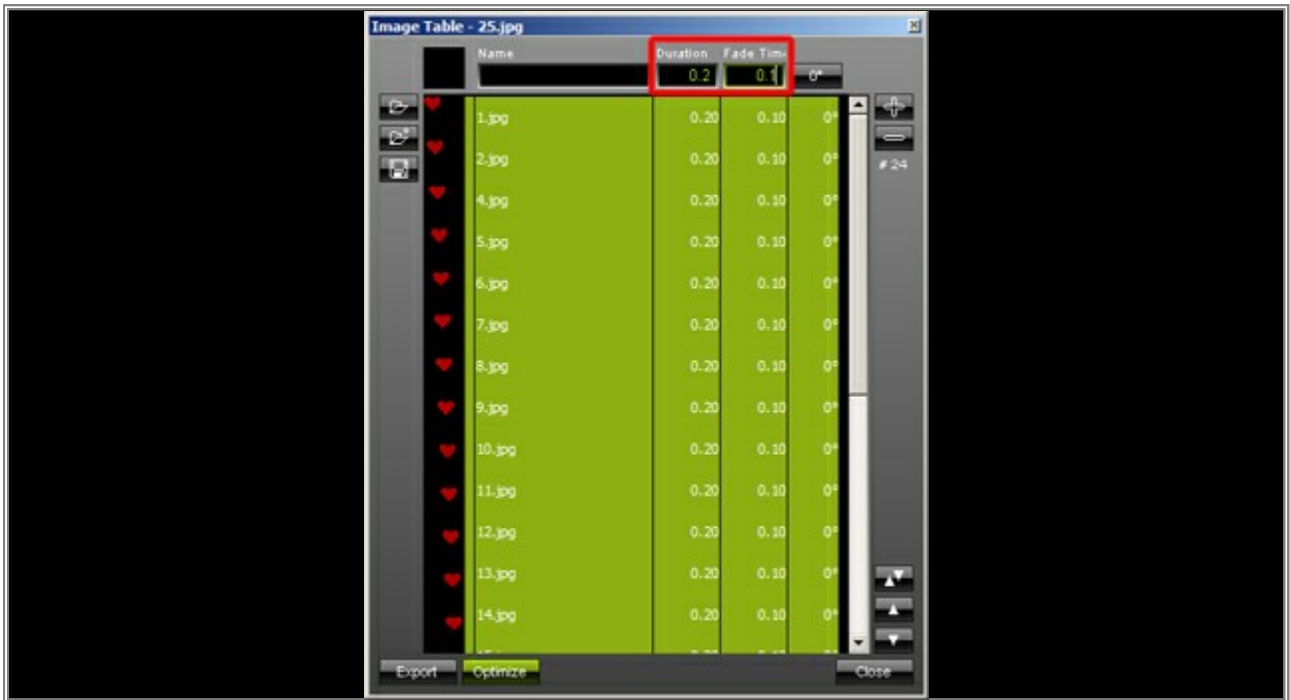 Image Table - 25.jpg
Name Duration Fade Tim
0.2 0.1 0°
1.jpg 0.20 0.10 0°
2.jpg 0.20 0.10 0°
# 24
4.jpg 0.20 0.10 0°
5.jpg 0.20 0.10 0°
6.jpg 0.20 0.10 0°
7.jpg 0.20 0.10 0°
8.jpg 0.20 0.10 0°
9.jpg 0.20 0.10 0°
10.jpg 0.20 0.10 0°
11.jpg 0.20 0.10 0°
12.jpg 0.20 0.10 0°
13.jpg 0.20 0.10 0°
14.jpg 0.20 0.10 0°
Export Optimize Close